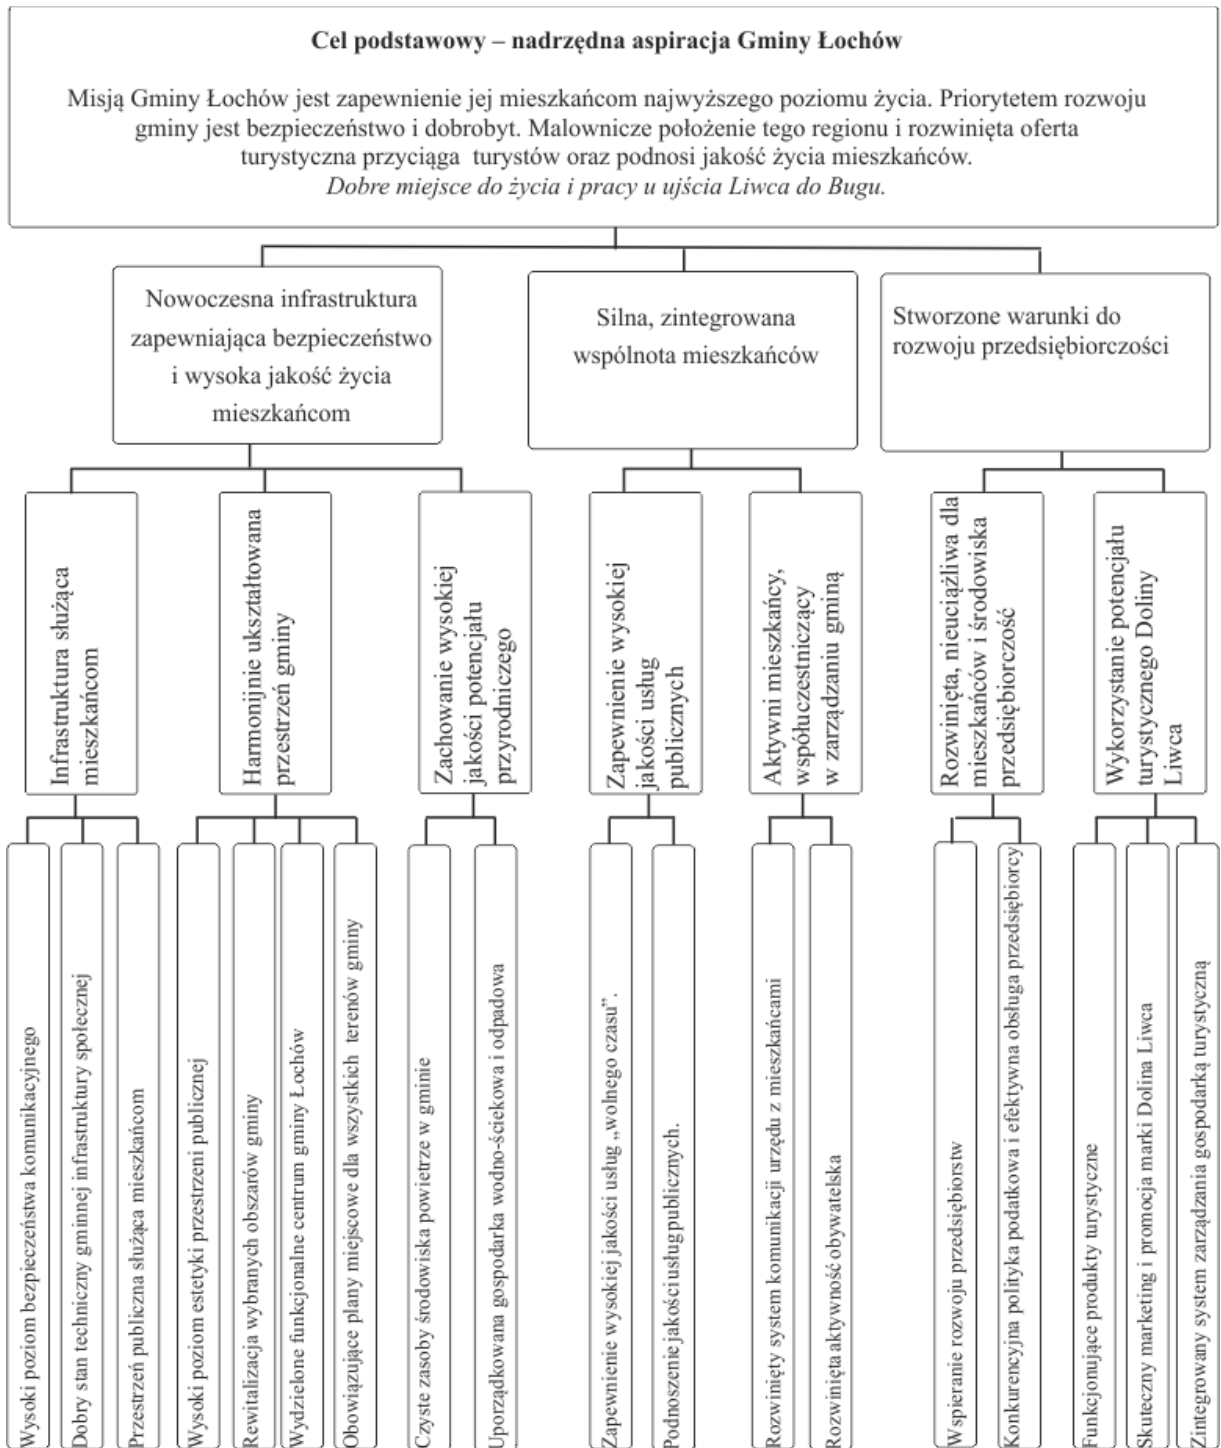 Cel podstawowy – nadrzędna aspiracja Gminy Łochów
Misją Gminy Łochów jest zapewnienie jej mieszkańcom najwyższego poziomu życia. Priorytetem rozwoju
gminy jest bezpieczeństwo i dobrobyt. Malownicze położenie tego regionu i rozwinięta oferta
turystyczna przyciąga turystów oraz podnosi jakość życia mieszkańców.
Dobre miejsce do życia i pracy u ujścia Liwca do Bugu.
Nowoczesna infrastruktura
zapewniająca bezpieczeństwo
i wysoka jakość życia
mieszkańcom
Silna, zintegrowana
wspólnota mieszkańców
Stworzone warunki do
rozwoju przedsiębiorczości
Infrastruktura służąca
mieszkańcom
Harmonijnie ukształtowana
przestrzeń gminy
Zachowanie wysokiej
jakości potencjału
przyrodniczego
Zapewnienie wysokiej
jakości usług
publicznych
Aktywni mieszkańcy,
współuczestniczący
w zarządzaniu gminą
Rozwinięta, nieuciążliwa dla
mieszkańców i środowiska
przedsiębiorczość
Wykorzystanie potencjału
turystycznego Doliny
Liwca
Wysoki poziom bezpieczeństwa komunikacyjnego
Dobry stan techniczny gminnej infrastruktury społecznej
Przestrzeń publiczna służąca mieszkańcom
Wysoki poziom estetyki przestrzeni publicznej
Rewitalizacja wybranych obszarów gminy
Wydzielone funkcjonalne centrum gminy Łochów
Obowiązujące plany miejscowe dla wszystkich terenów gminy
Czyste zasoby środowiska powietrze w gminie
Uporządkowana gospodarka wodno-ściekowa i odpadowa
Zapewnienie wysokiej jakości usług „wolnego czasu”.
Podnoszenie jakości usług publicznych.
Rozwinięty system komunikacji urzędu z mieszkańcami
Rozwinięta aktywność obywatelska
Wspieranie rozwoju przedsiębiorstw
Konkurencyjna polityka podatkowa i efektywna obsługa przedsiębiorcy
Funkcjonujące produkty turystyczne
Skuteczny marketing i promocja marki Dolina Liwca
Zintegrowany system zarządzania gospodarką turystyczną